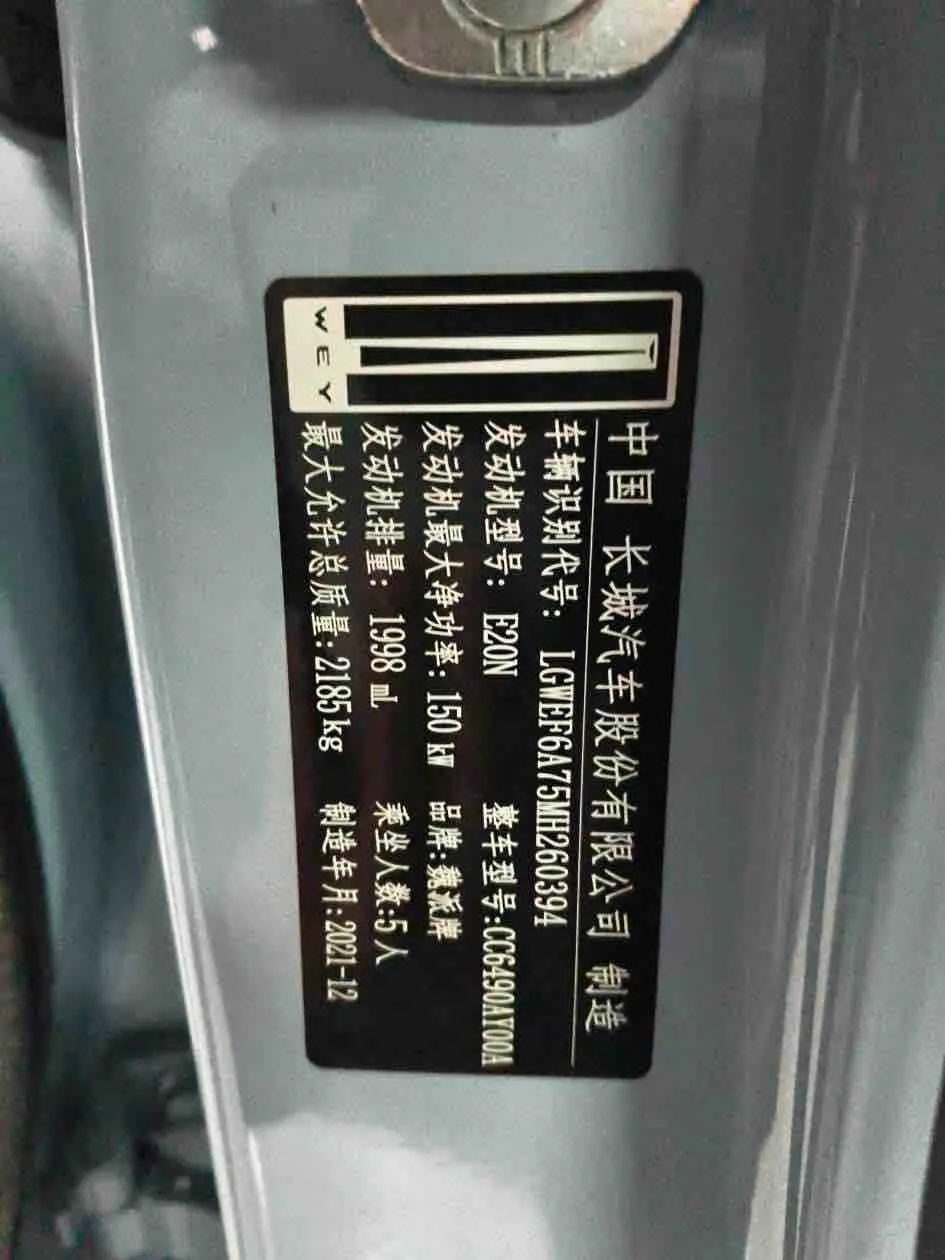 WEY
中国 长城汽车股份有限公司 制造
车辆识别代号: LGWEF6A75MH260394
发动机型号: E20N 整车型号:CC6490AY00A
发动机最大净功率: 150 kW 品牌:魏派牌
发动机排量: 1998 mL 乘坐人数:5 人
最大允许总质量: 2185kg 制造年月:2021-12